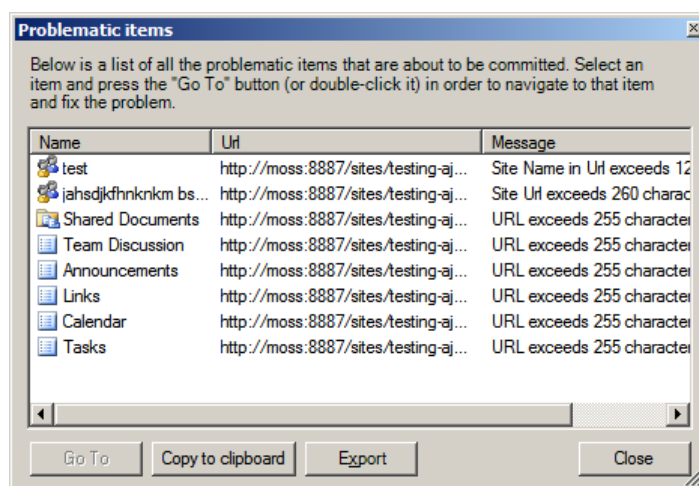 Problematic items
Below is a list of all the problematic items that are about to be committed. Select an
item and press the "Go To" button (or double-click it) in order to navigate to that item
and fix the problem.
Name Url Message
test http://moss:8887/sites/testing-aj... Site Name in Url exceeds 12
jahsdjkfhnknkm bs... http://moss:8887/sites/testing-aj... Site Url exceeds 260 charac
Shared Documents http://moss:8887/sites/testing-aj... URL exceeds 255 character
Team Discussion http://moss:8887/sites/testing-aj... URL exceeds 255 character
Announcements http://moss:8887/sites/testing-aj... URL exceeds 255 character
Links http://moss:8887/sites/testing-aj... URL exceeds 255 character
Calendar http://moss:8887/sites/testing-aj... URL exceeds 255 character
Tasks http://moss:8887/sites/testing-aj... URL exceeds 255 character
Go To Copy to clipboard Export Close